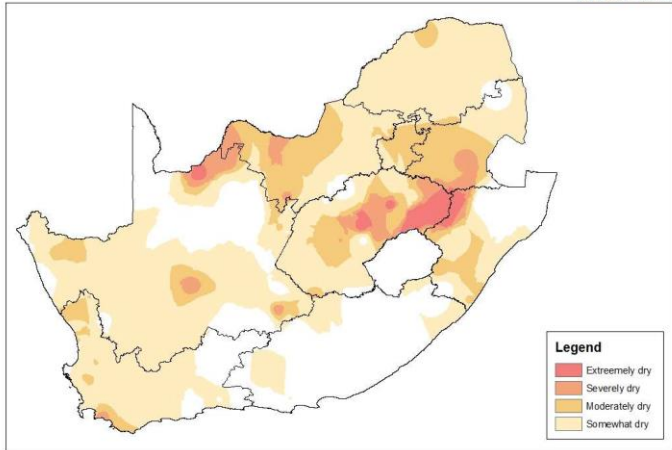 Legend
Extreemely dry
Severely dry
Moderately dry
Somewhat dry